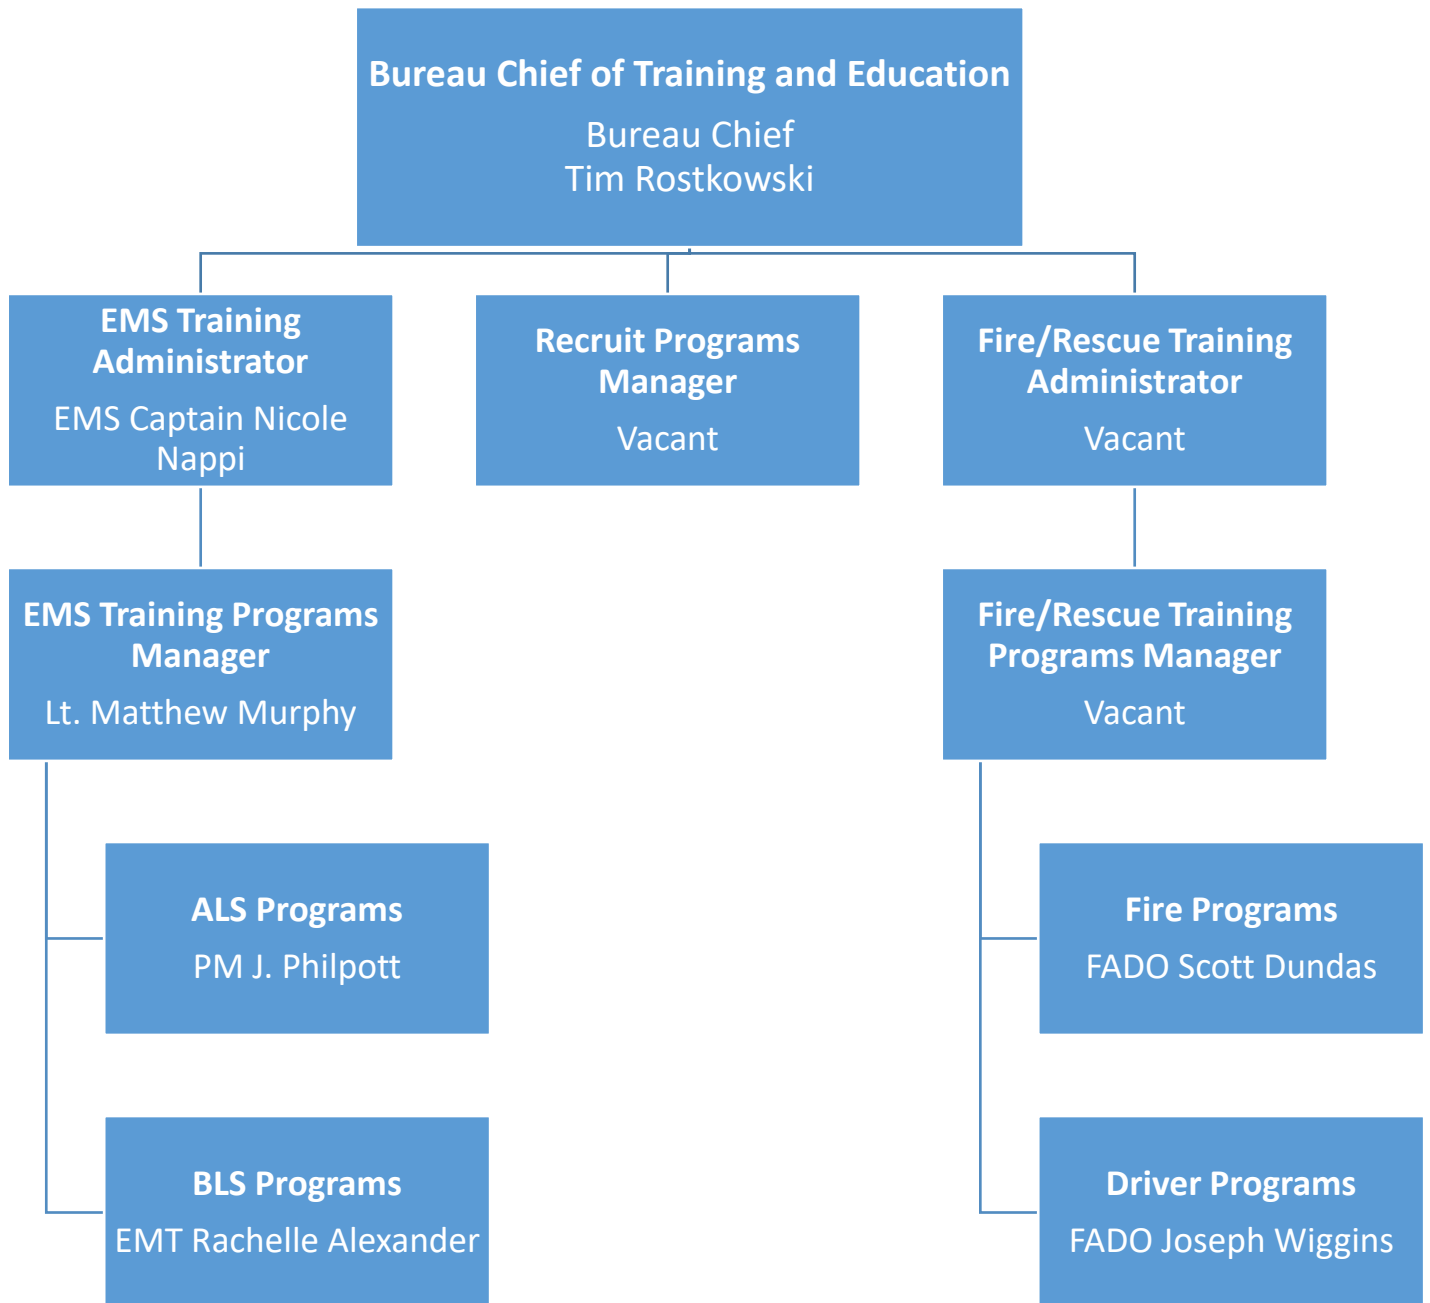 Bureau Chief of Training and Education
Bureau Chief
Tim Rostkowski
EMS Training
Administrator
EMS Captain Nicole
Nappi
Recruit Programs
Manager
Vacant
Fire/Rescue Training
Administrator
Vacant
EMS Training Programs
Manager
Lt. Matthew Murphy
Fire/Rescue Training
Programs Manager
Vacant
ALS Programs
PM J. Philpott
Fire Programs
FADO Scott Dundas
BLS Programs
EMT Rachelle Alexander
Driver Programs
FADO Joseph Wiggins